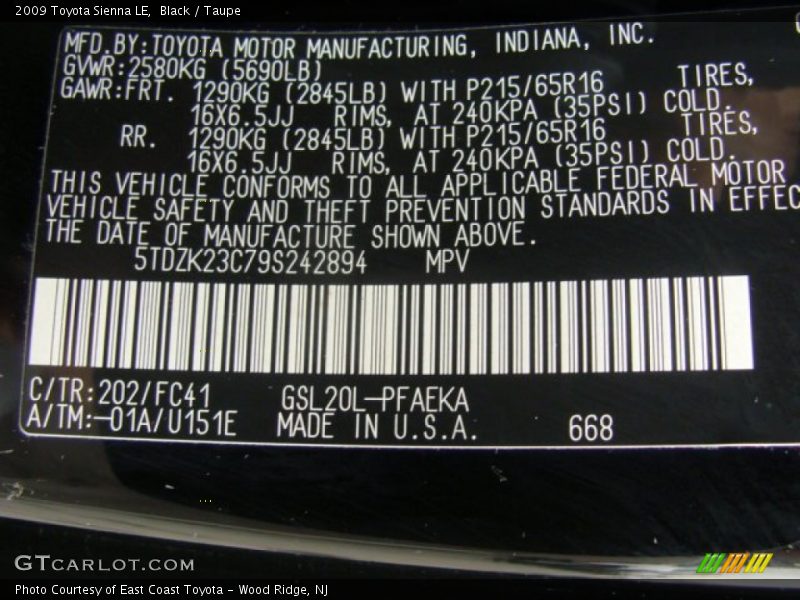 2009 Toyota Sienna LE, Black / Taupe
MFD.BY:TOYOTA MOTOR MANUFACTURING, INDIANA, INC.
GVWR:2580KG (5690LB)
GAWR:FRT. 1290KG (2845LB) WITH P215/65R16 TIRES,
16X6.5JJ RIMS, AT 240KPA (35PSI) COLD.
RR. 1290KG (2845LB) WITH P215/65R16 TIRES,
16X6.5JJ RIMS, AT 240KPA (35PSI) COLD.
THIS VEHICLE CONFORMS TO ALL APPLICABLE FEDERAL MOTOR
VEHICLE SAFETY AND THEFT PREVENTION STANDARDS IN EFFEC
THE DATE OF MANUFACTURE SHOWN ABOVE.
5TDZK23C79S242894 MPV
C/TR:202/FC41 GSL20L-PFAEKA
A/TM:-01A/U151E MADE IN U.S.A. 668
GTCARLOT.COM
Photo Courtesy of East Coast Toyota - Wood Ridge, NJ